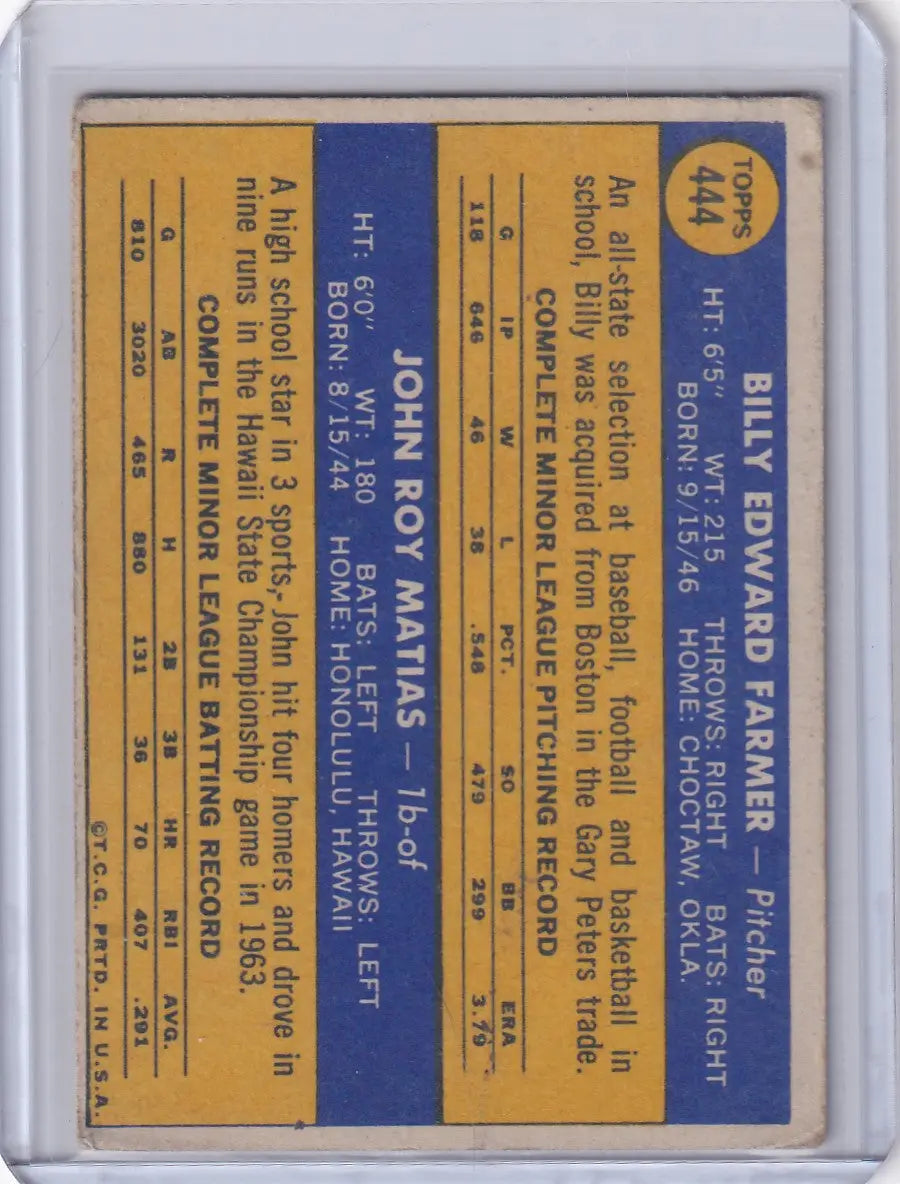 TOPPS
444
BILLY EDWARD FARMER — Pitcher
HT: 6'5" WT: 215 THROWS: RIGHT BATS: RIGHT
BORN: 9/15/46 HOME: CHOCTAW, OKLA.
An all-state selection at baseball, football and basketball in
school, Billy was acquired from Boston in the Gary Peters trade.
COMPLETE MINOR LEAGUE PITCHING RECORD
G IP W L PCT. SO BB ERA
118 646 46 38 .548 479 299 3.79
JOHN ROY MATIAS — 1b-of
HT: 6'0" WT: 180 BATS: LEFT THROWS: LEFT
BORN: 8/15/44 HOME: HONOLULU, HAWAII
A high school star in 3 sports, John hit four homers and drove in
nine runs in the Hawaii State Championship game in 1963.
COMPLETE MINOR LEAGUE BATTING RECORD
G AB R H 2B 3B HR RBI AVG.
810 3020 465 880 131 36 70 407 .291
©T.C.G. PRTD. IN U.S.A.